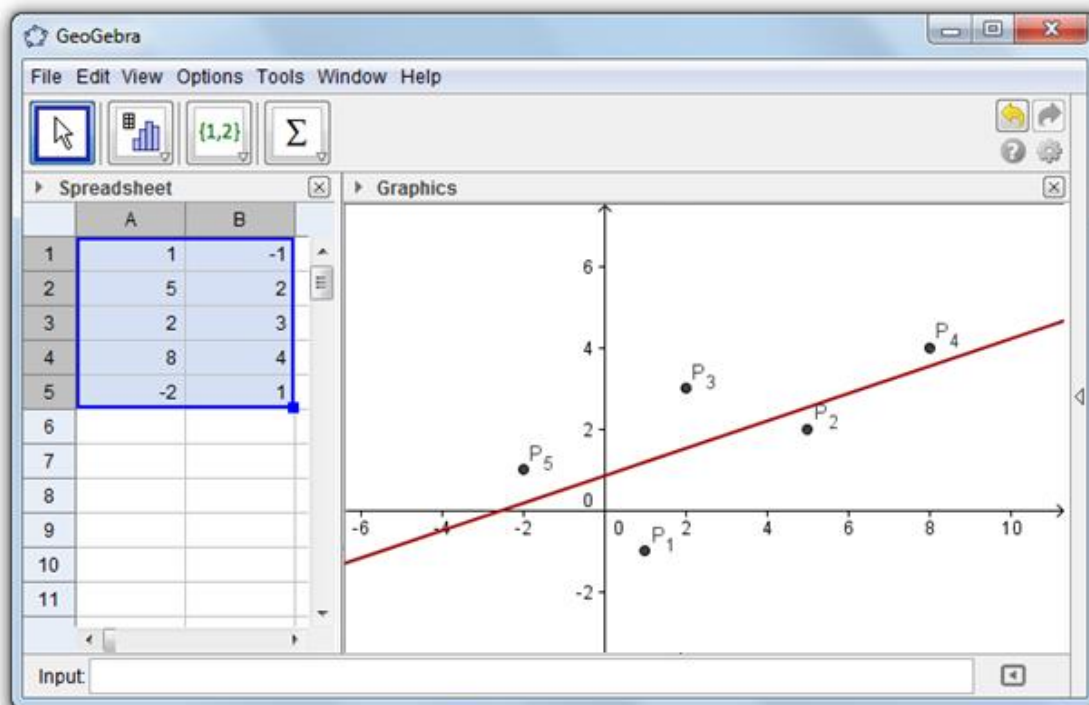 GeoGebra
File Edit View Options Tools Window Help
{1,2} Σ
Spreadsheet
A B
1 1 -1
2 5 2
3 2 3
4 8 4
5 -2 1
6
7
8
9
10
11
Graphics
6
4
2
0
-2
-6 -4 -2 0 2 4 6 8 10
P4
P3
P2
P5
P1
Input: